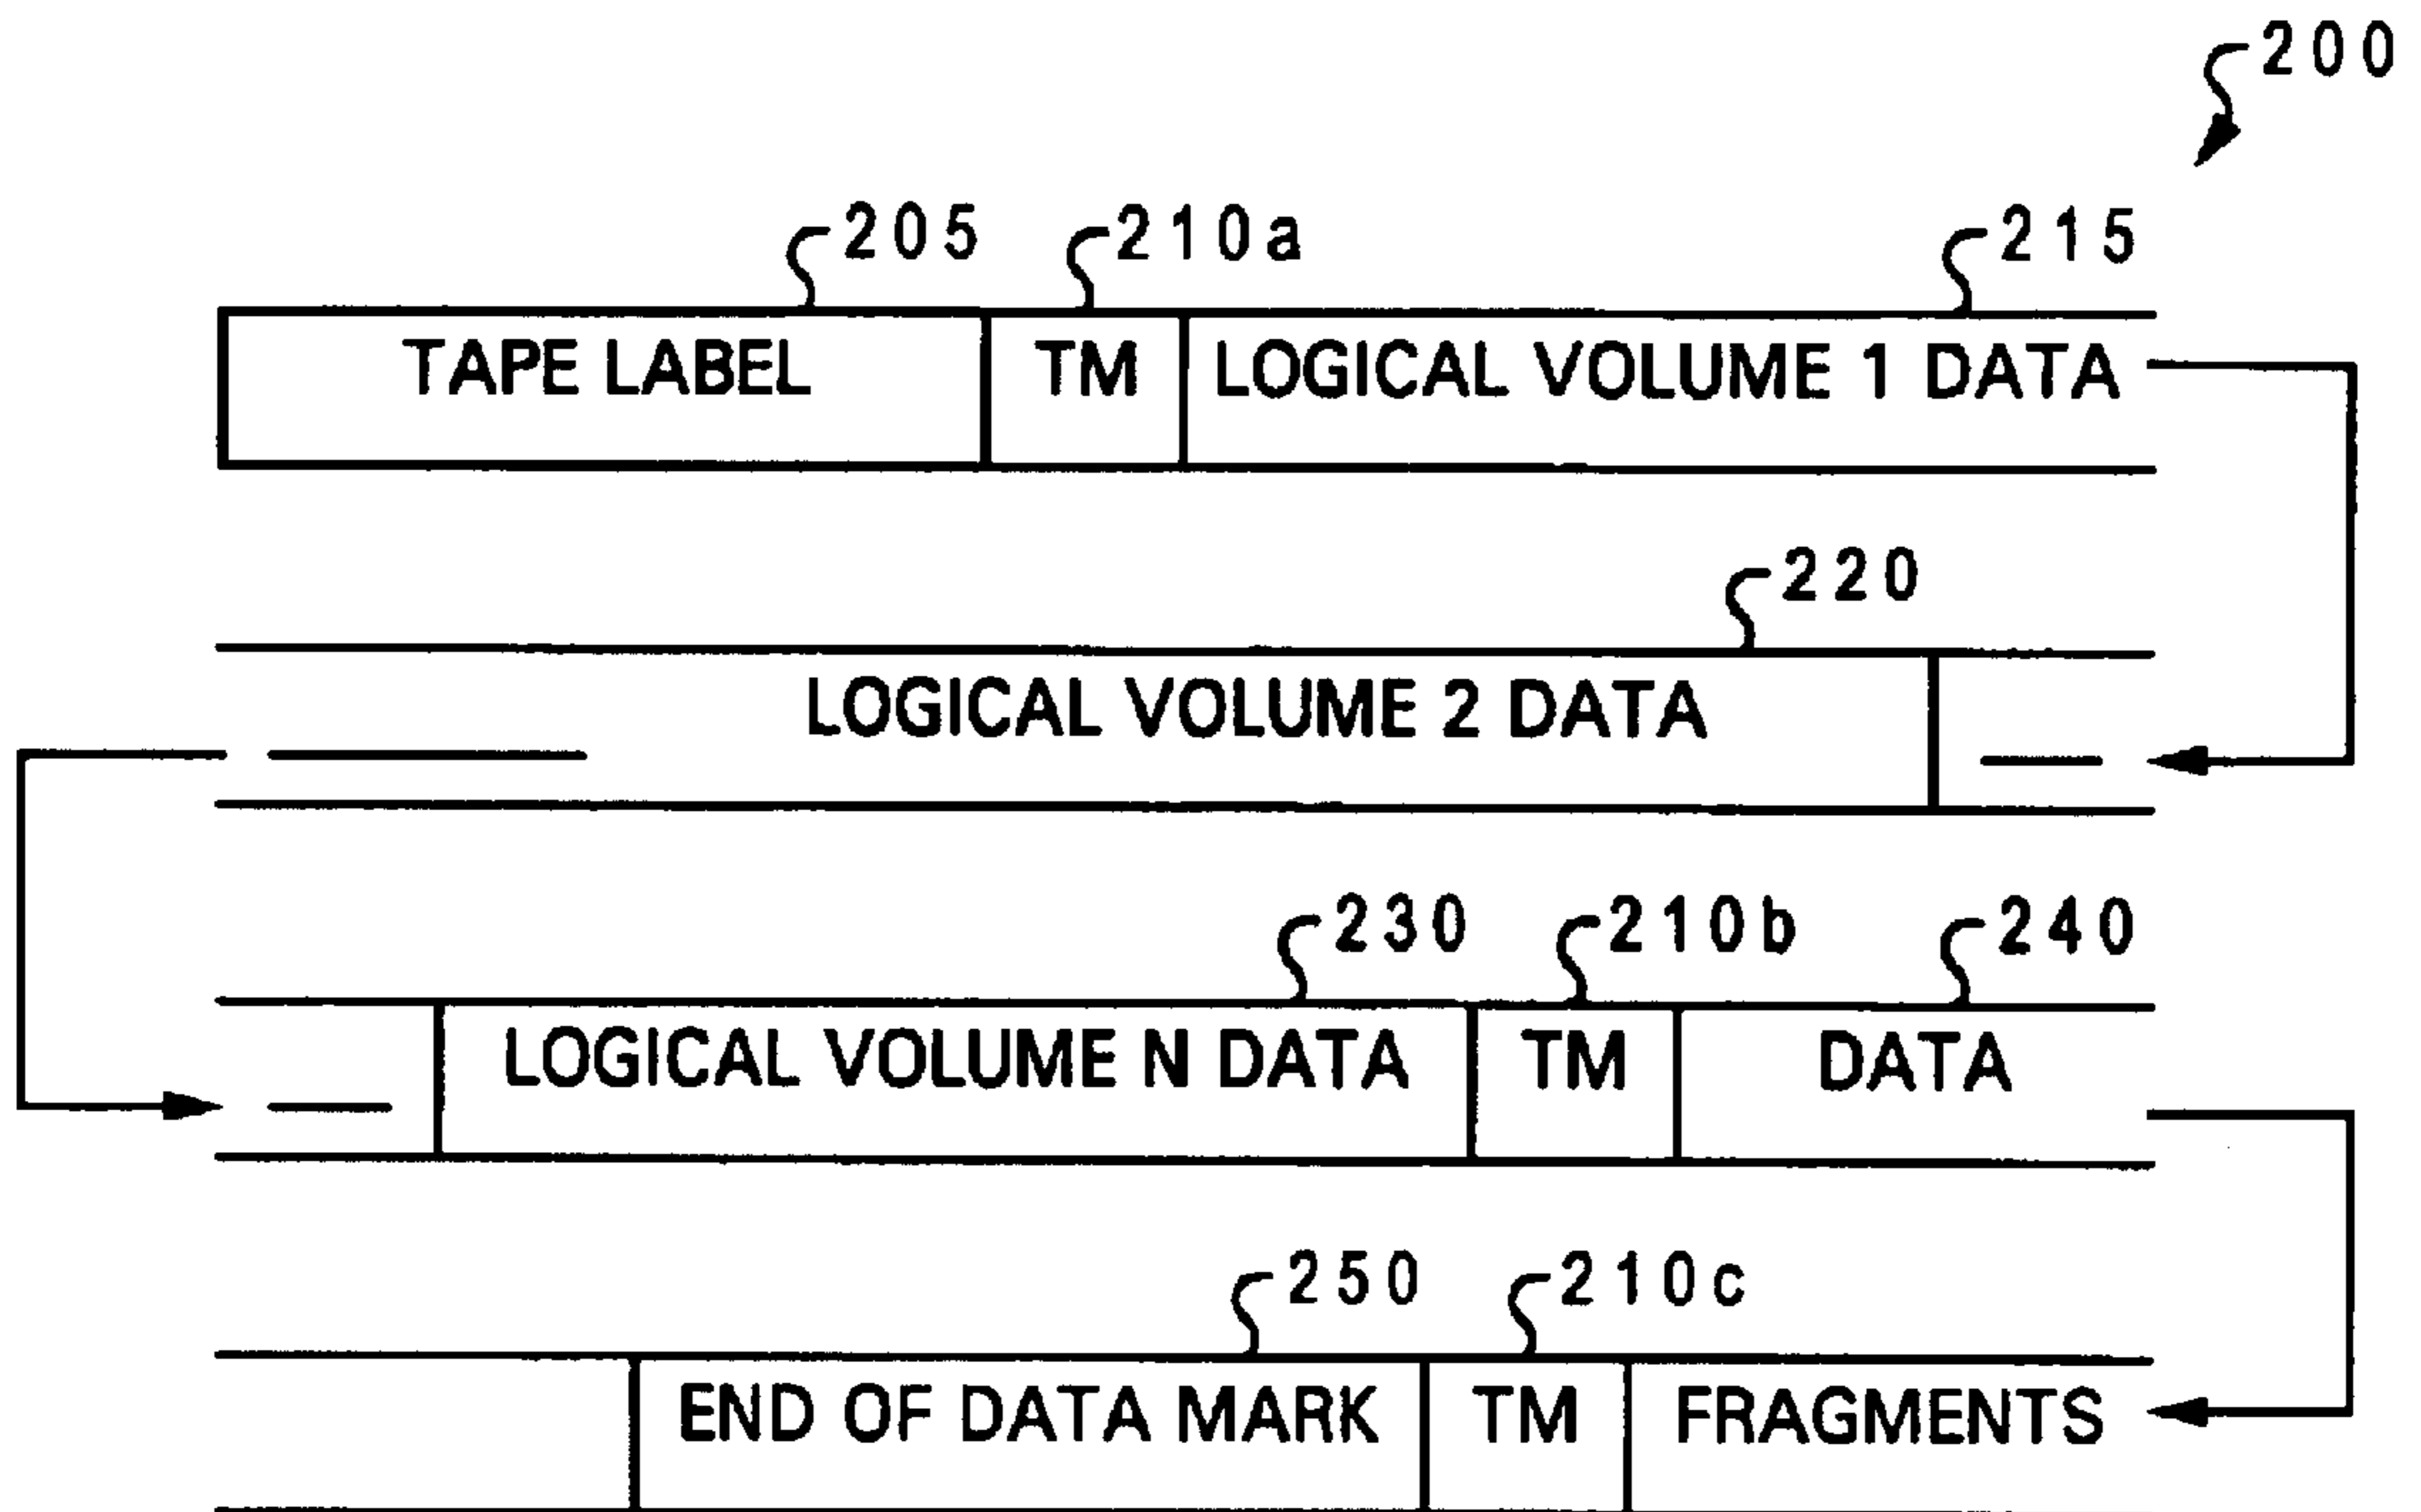 200
205 210a 215
TAPE LABEL TM LOGICAL VOLUME 1 DATA
220
LOGICAL VOLUME 2 DATA
230 210b 240
LOGICAL VOLUME N DATA TM DATA
250 210c
END OF DATA MARK TM FRAGMENTS